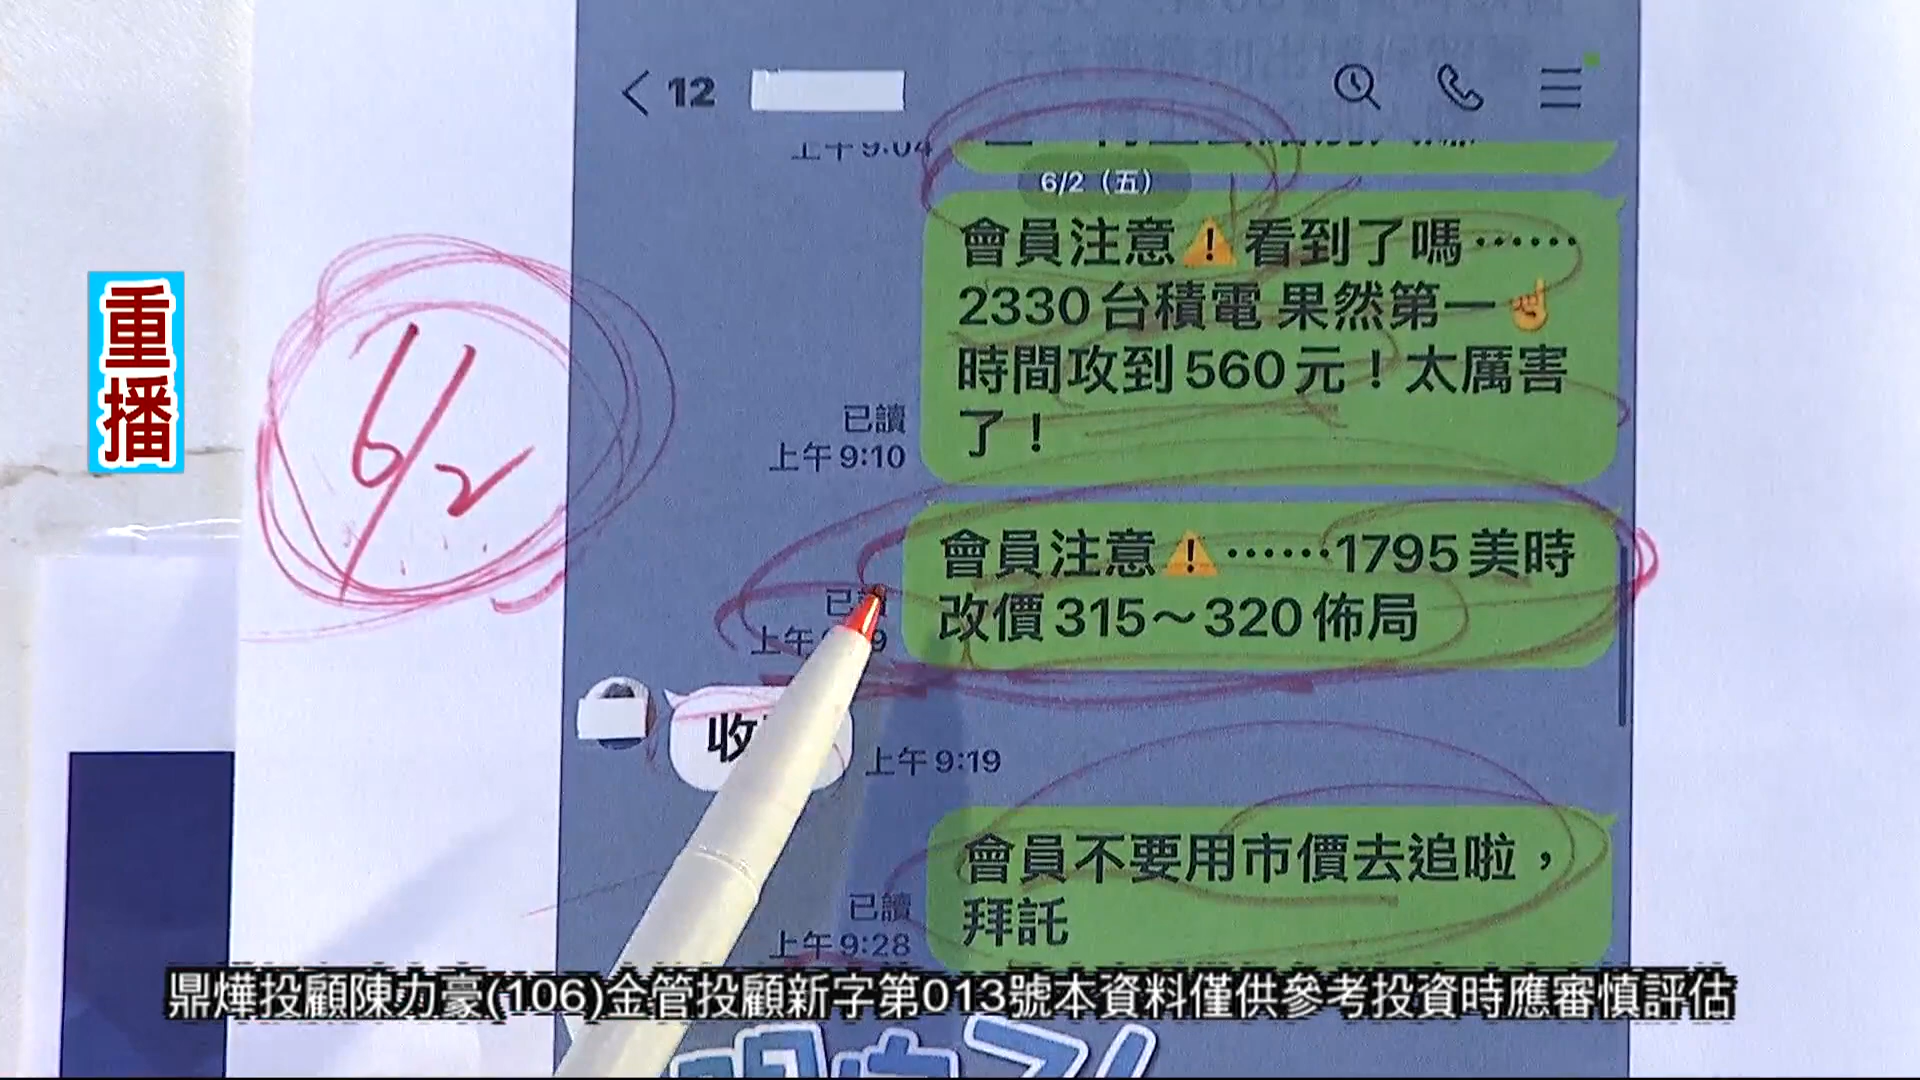 12
上午9:04
6/2（五）
會員注意⚠️看到了嗎……
2330台積電 果然第一☝️
時間攻到560元！太厲害
了！
已讀
上午9:10
6/2
重播
會員注意⚠️……1795美時
改價315～320佈局
已讀
上午
收
上午9:19
會員不要用市價去追啦，
拜託
已讀
上午9:28
鼎燁投顧陳力豪(106)金管投顧新字第013號本資料僅供參考投資時應審慎評估